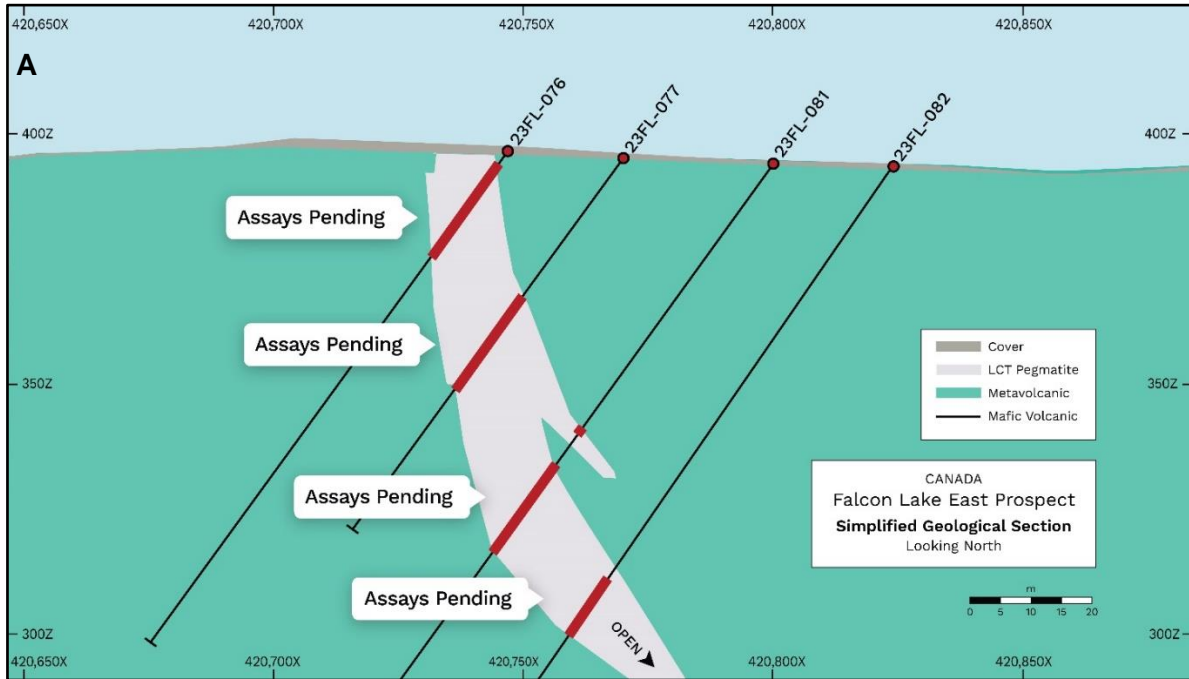 420,650X
420,700X
420,750X
420,800X
420,850X
A
400Z
400Z
23FL-076
23FL-077
23FL-081
23FL-082
Assays Pending
Assays Pending
350Z
350Z
Cover
LCT Pegmatite
Metavolcanic
Mafic Volcanic
Assays Pending
CANADA
Falcon Lake East Prospect
Simplified Geological Section
Looking North
Assays Pending
m
0 5 10 15 20
OPEN
300Z
300Z
420,650X
420,700X
420,750X
420,800X
420,850X